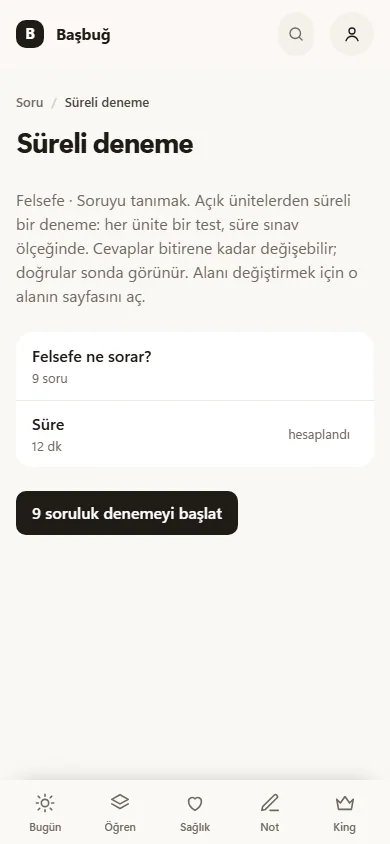 B Başbuğ
Soru / Süreli deneme
Süreli deneme
Felsefe · Soruyu tanımak. Açık ünitelerden süreli
bir deneme: her ünite bir test, süre sınav
ölçeğinde. Cevaplar bitirene kadar değişebilir;
doğrular sonda görünür. Alanı değiştirmek için o
alanın sayfasını aç.
Felsefe ne sorar?
9 soru
Süre
12 dk
hesaplandı
9 soruluk denemeyi başlat
Bugün Öğren Sağlık Not King